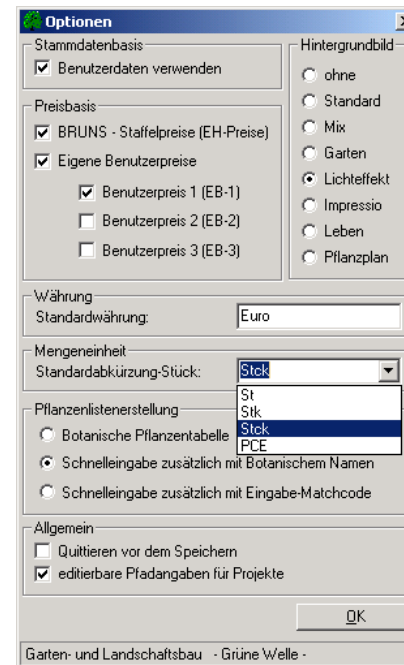 Optionen
Stammdatenbasis
Benutzerdaten verwenden
Preisbasis
BRUNS - Staffelpreise (EH-Preise)
Eigene Benutzerpreise
Benutzerpreis 1 (EB-1)
Benutzerpreis 2 (EB-2)
Benutzerpreis 3 (EB-3)
Hintergrundbild
ohne
Standard
Mix
Garten
Lichteffekt
Impressio
Leben
Pflanzplan
Währung
Standardwährung:
Euro
Mengeneinheit
Standardabkürzung-Stück:
Stck
St
Stk
Stck
PCE
Pflanzenlistenerstellung
Botanische Pflanzentabelle
Schnelleingabe zusätzlich mit Botanischem Namen
Schnelleingabe zusätzlich mit Eingabe-Matchcode
Allgemein
Quittieren vor dem Speichern
editierbare Pfadangaben für Projekte
OK
Garten- und Landschaftsbau - Grüne Welle -